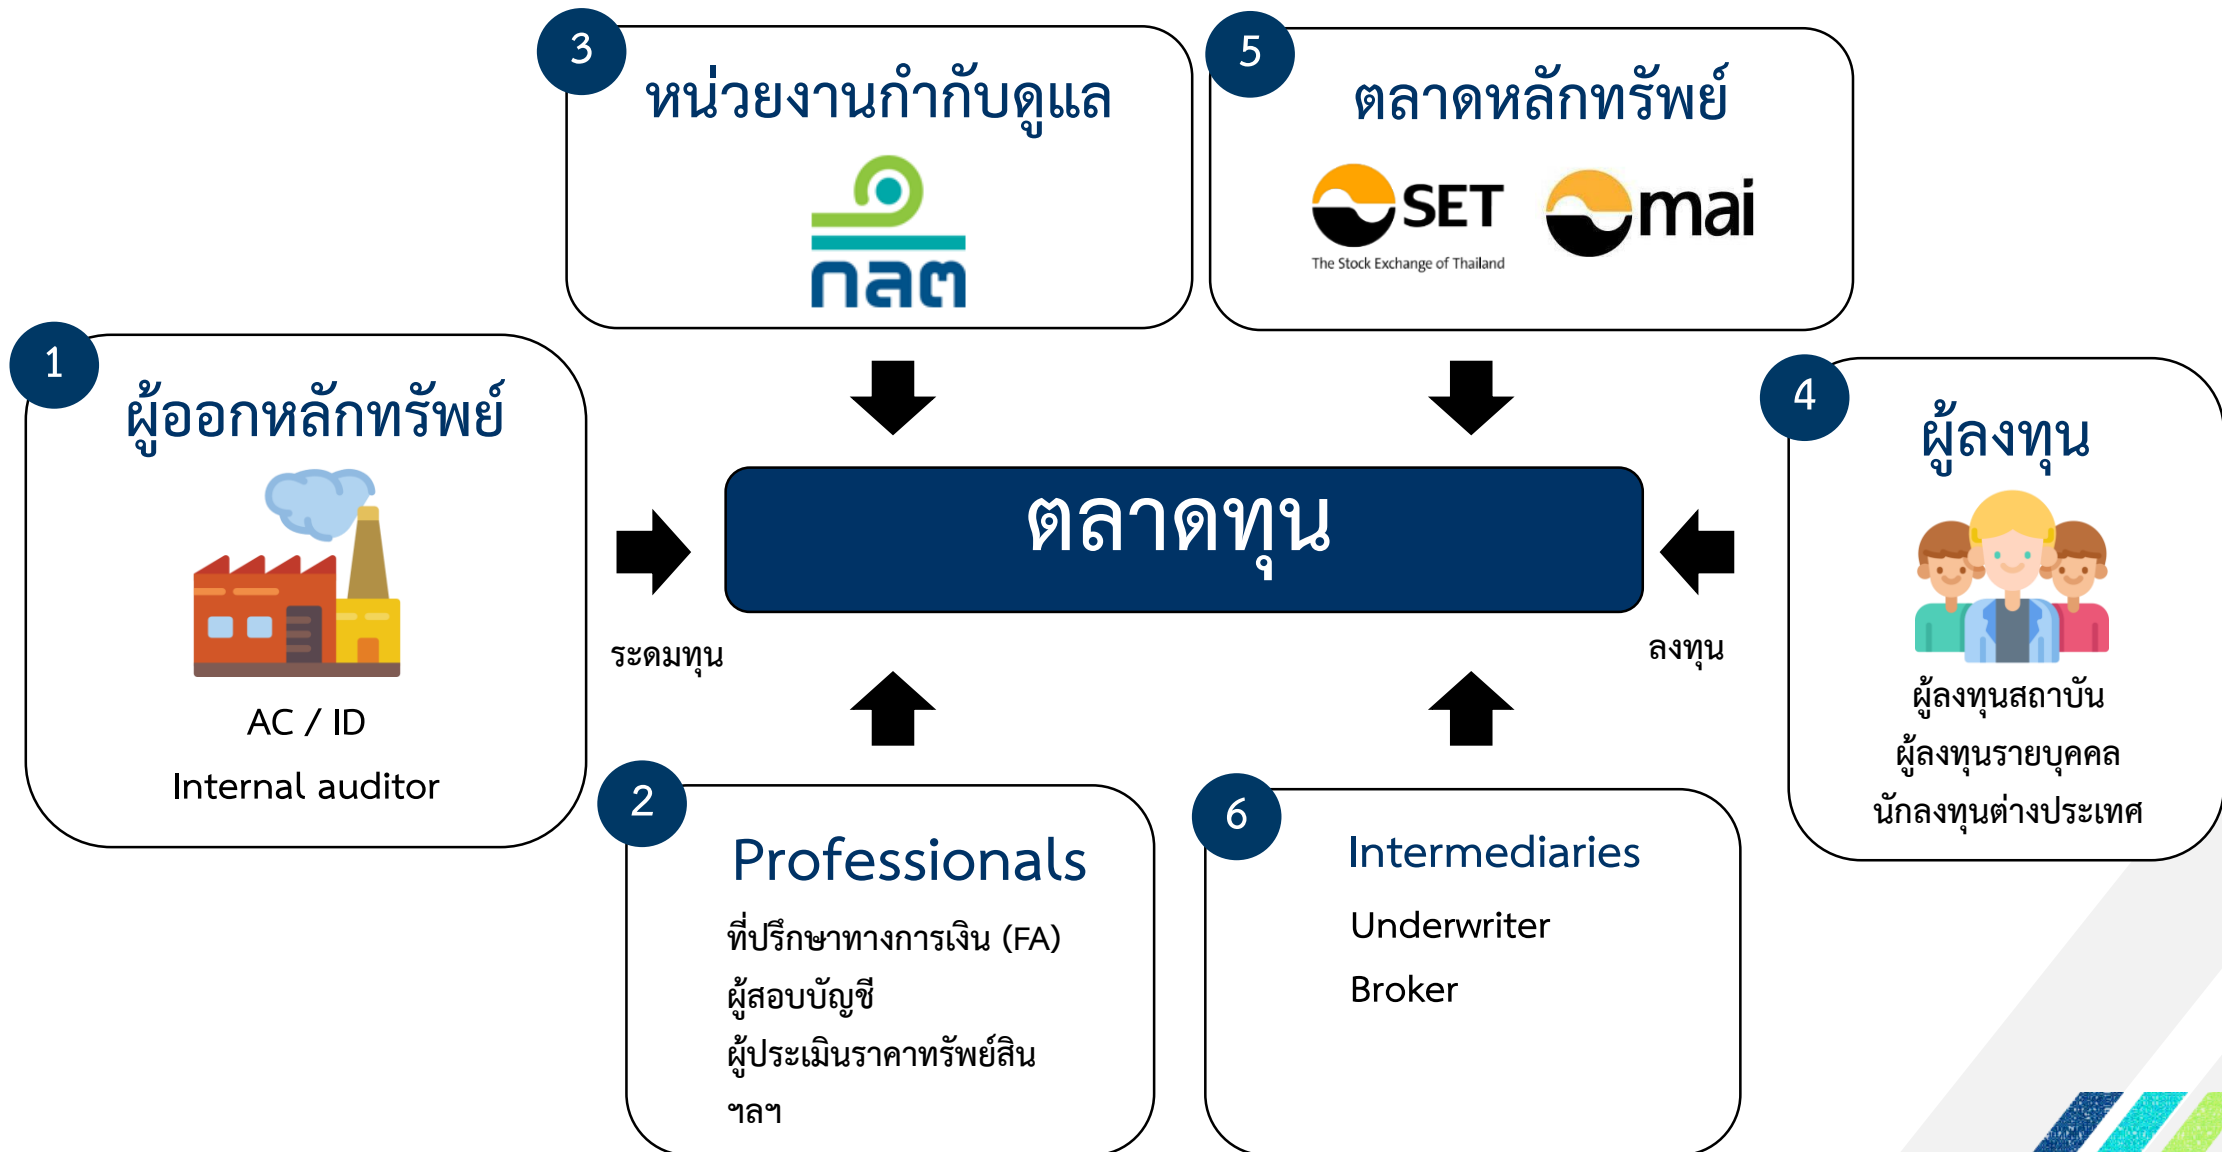 3
หน่วยงานกำกับดูแล
กลต
5
ตลาดหลักทรัพย์
SET
The Stock Exchange of Thailand
mai
1
ผู้ออกหลักทรัพย์
AC / ID
Internal auditor
ระดมทุน
ตลาดทุน
ลงทุน
4
ผู้ลงทุน
ผู้ลงทุนสถาบัน
ผู้ลงทุนรายบุคคล
นักลงทุนต่างประเทศ
2
Professionals
ที่ปรึกษาทางการเงิน (FA)
ผู้สอบบัญชี
ผู้ประเมินราคาทรัพย์สิน
ฯลฯ
6
Intermediaries
Underwriter
Broker